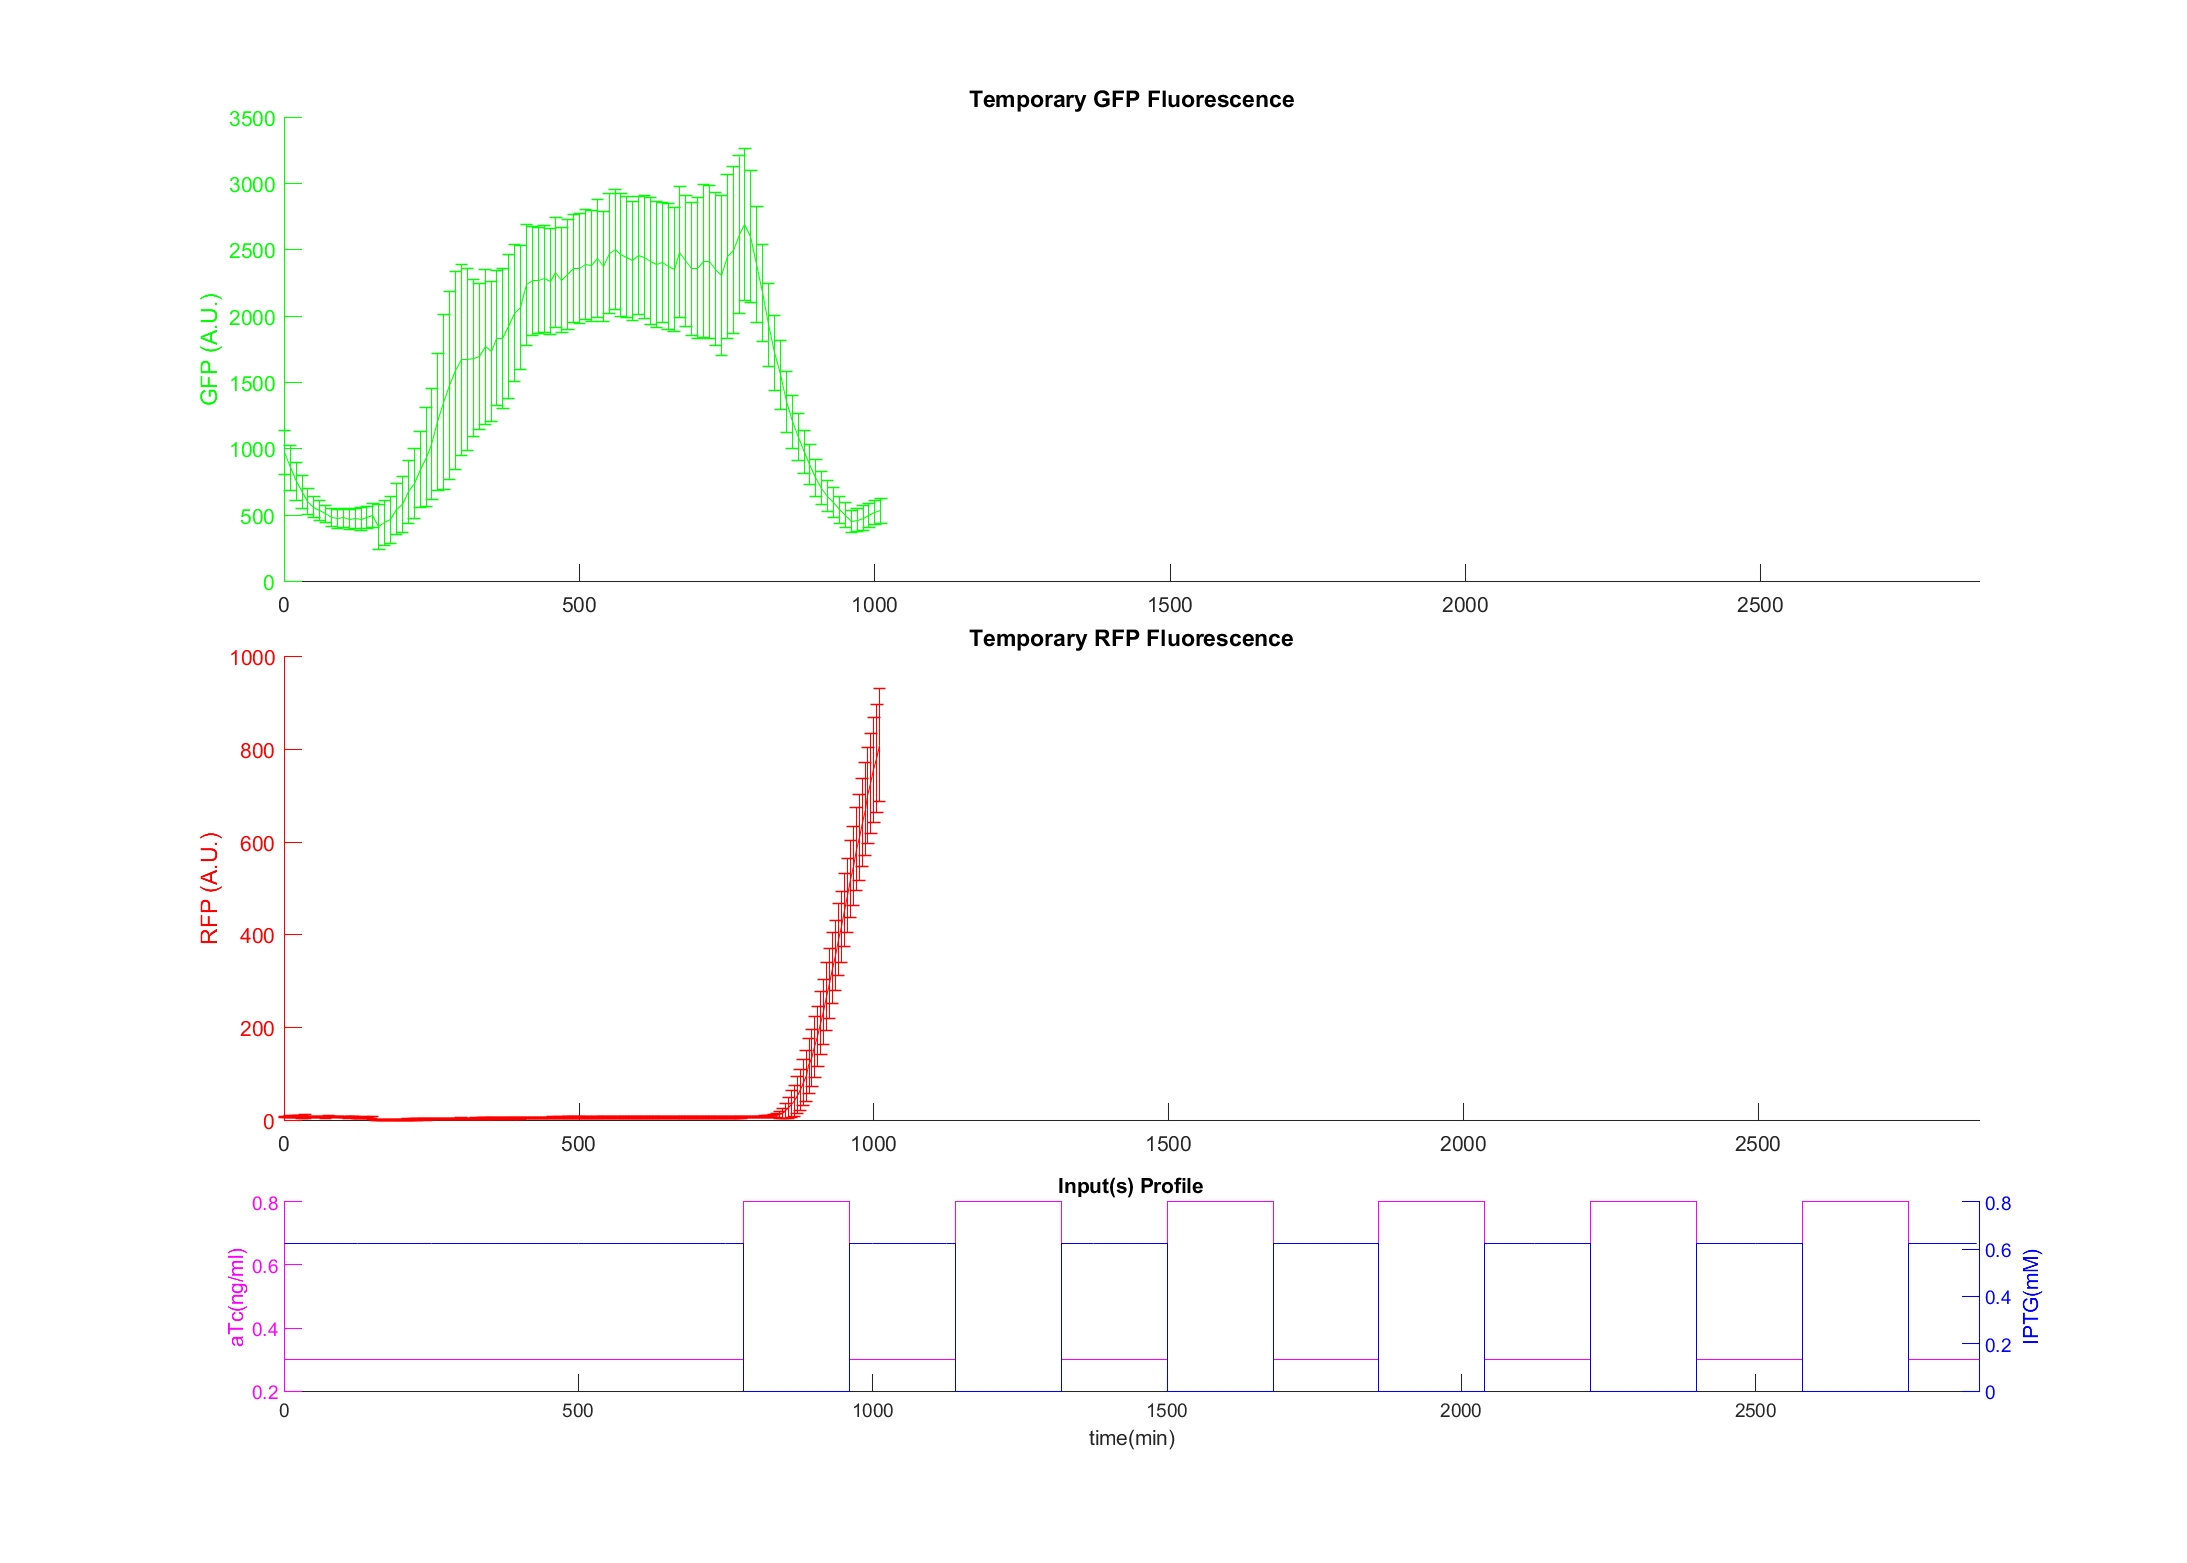 Temporary GFP Fluorescence
3500
3000
2500
2000
1500
1000
500
0
GFP (A.U.)
0 500 1000 1500 2000 2500
Temporary RFP Fluorescence
1000
800
600
400
200
0
RFP (A.U.)
0 500 1000 1500 2000 2500
Input(s) Profile
0.8
0.6
0.4
0.2
aTc(ng/ml)
0.8
0.6
0.4
0.2
0
IPTG(mM)
0 500 1000 1500 2000 2500
time(min)